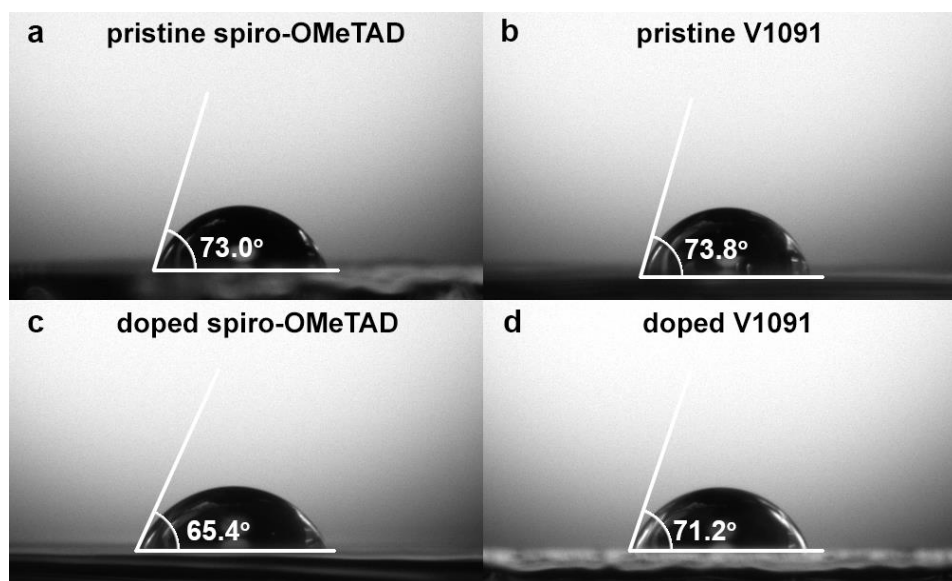 a pristine spiro-OMeTAD
b pristine V1091
73.0°
73.8°
c doped spiro-OMeTAD
d doped V1091
65.4°
71.2°